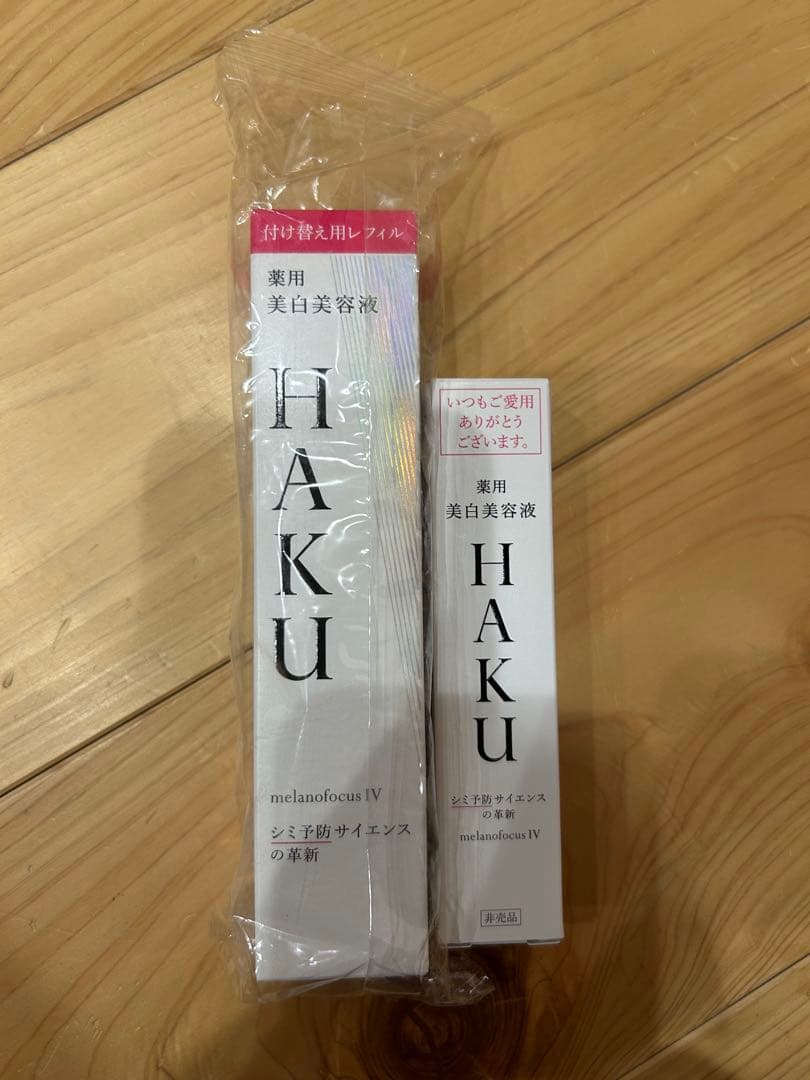 付け替え用レフィル
薬用
美白美容液
HAKU
melanofocus IV
シミ予防サイエンス
の革新
いつもご愛用
ありがとう
ございます。
薬用
美白美容液
HAKU
シミ予防サイエンス
の革新
melanofocus IV
非売品